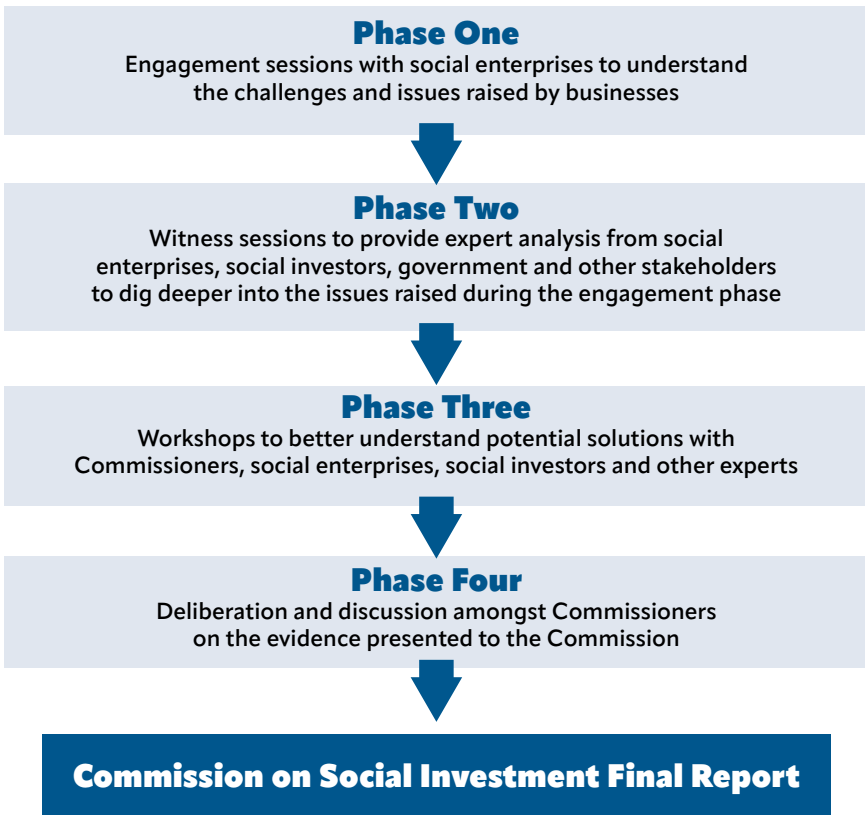 Phase One
Engagement sessions with social enterprises to understand
the challenges and issues raised by businesses
Phase Two
Witness sessions to provide expert analysis from social
enterprises, social investors, government and other stakeholders
to dig deeper into the issues raised during the engagement phase
Phase Three
Workshops to better understand potential solutions with
Commissioners, social enterprises, social investors and other experts
Phase Four
Deliberation and discussion amongst Commissioners
on the evidence presented to the Commission
Commission on Social Investment Final Report